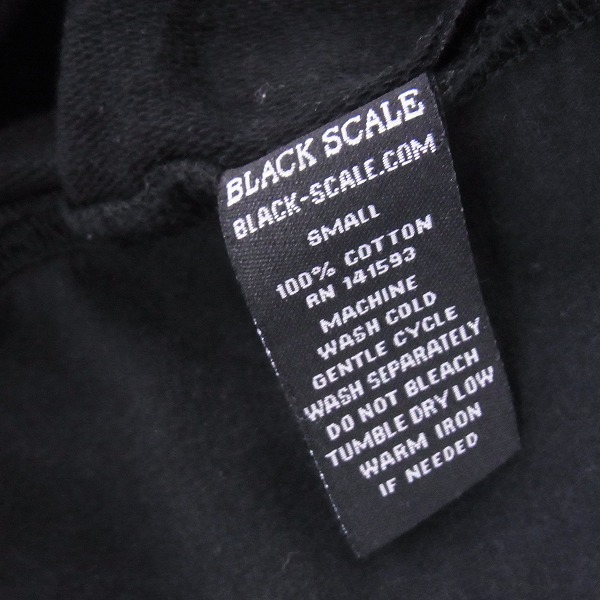 BLACK SCALE
BLACK-SCALE.COM
SMALL
100% COTTON
RN 141593
MACHINE
WASH COLD
GENTLE CYCLE
WASH SEPARATELY
DO NOT BLEACH
TUMBLE DRY LOW
WARM IRON
IF NEEDED